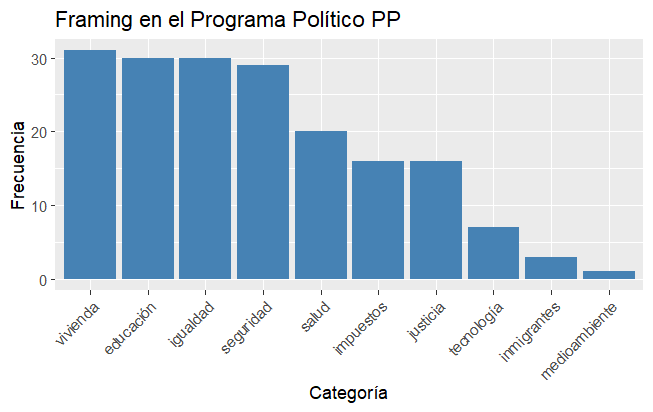 Framing en el Programa Político PP
Frecuencia
30
20
10
0
vivienda
educación
igualdad
seguridad
salud
impuestos
justicia
tecnología
inmigrantes
medioambiente
Categoría